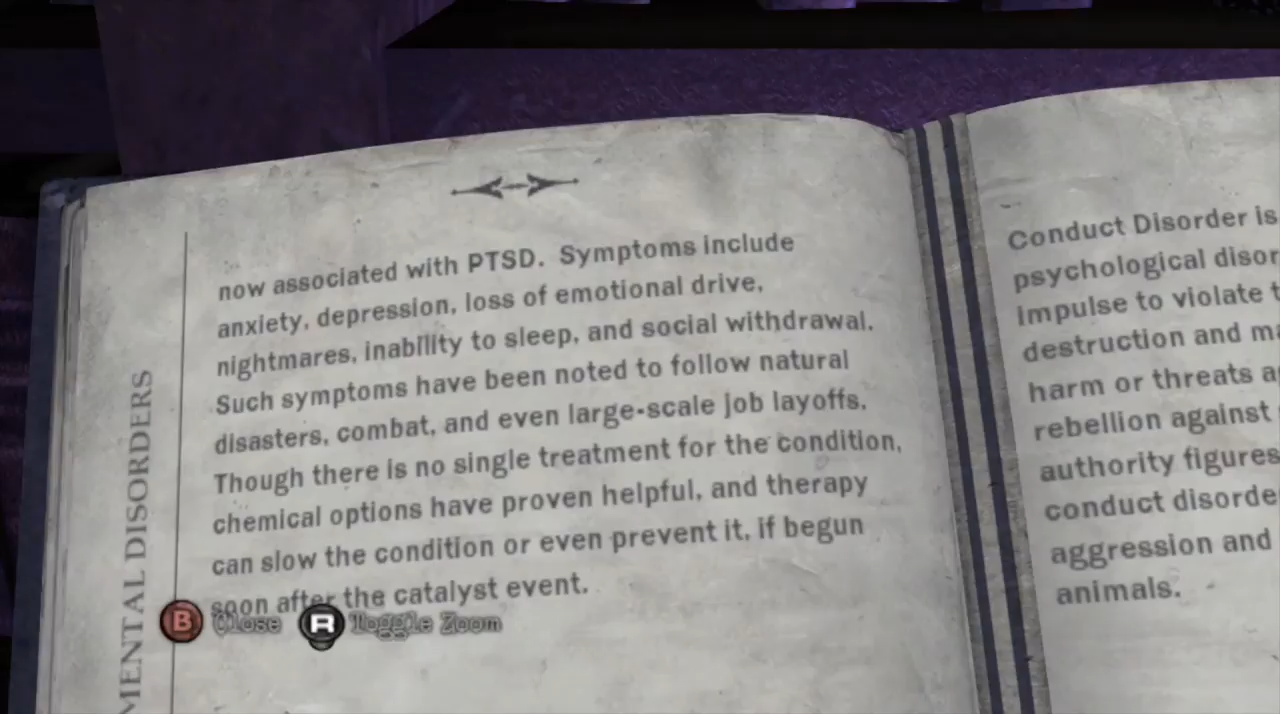 now associated with PTSD. Symptoms include
anxiety, depression, loss of emotional drive,
nightmares, inability to sleep, and social withdrawal.
Such symptoms have been noted to follow natural
disasters, combat, and even large-scale job layoffs.
Though there is no single treatment for the condition,
chemical options have proven helpful, and therapy
can slow the condition or even prevent it, if begun
soon after the catalyst event.
MENTAL DISORDERS
Conduct Disorder is
psychological disor
impulse to violate t
destruction and ma
harm or threats a
rebellion against
authority figures
conduct disorde
aggression and
animals.
B Close R Toggle Zoom